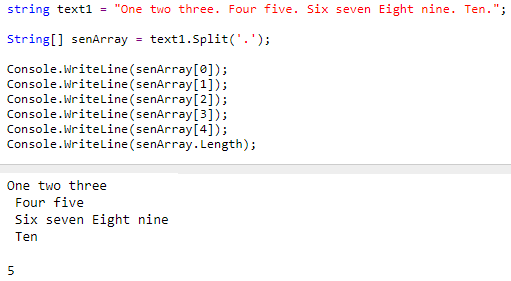 string text1 = "One two three. Four five. Six seven Eight nine. Ten.";
String[] senArray = text1.Split('.');
Console.WriteLine(senArray[0]);
Console.WriteLine(senArray[1]);
Console.WriteLine(senArray[2]);
Console.WriteLine(senArray[3]);
Console.WriteLine(senArray[4]);
Console.WriteLine(senArray.Length);
One two three
 Four five
 Six seven Eight nine
 Ten
5